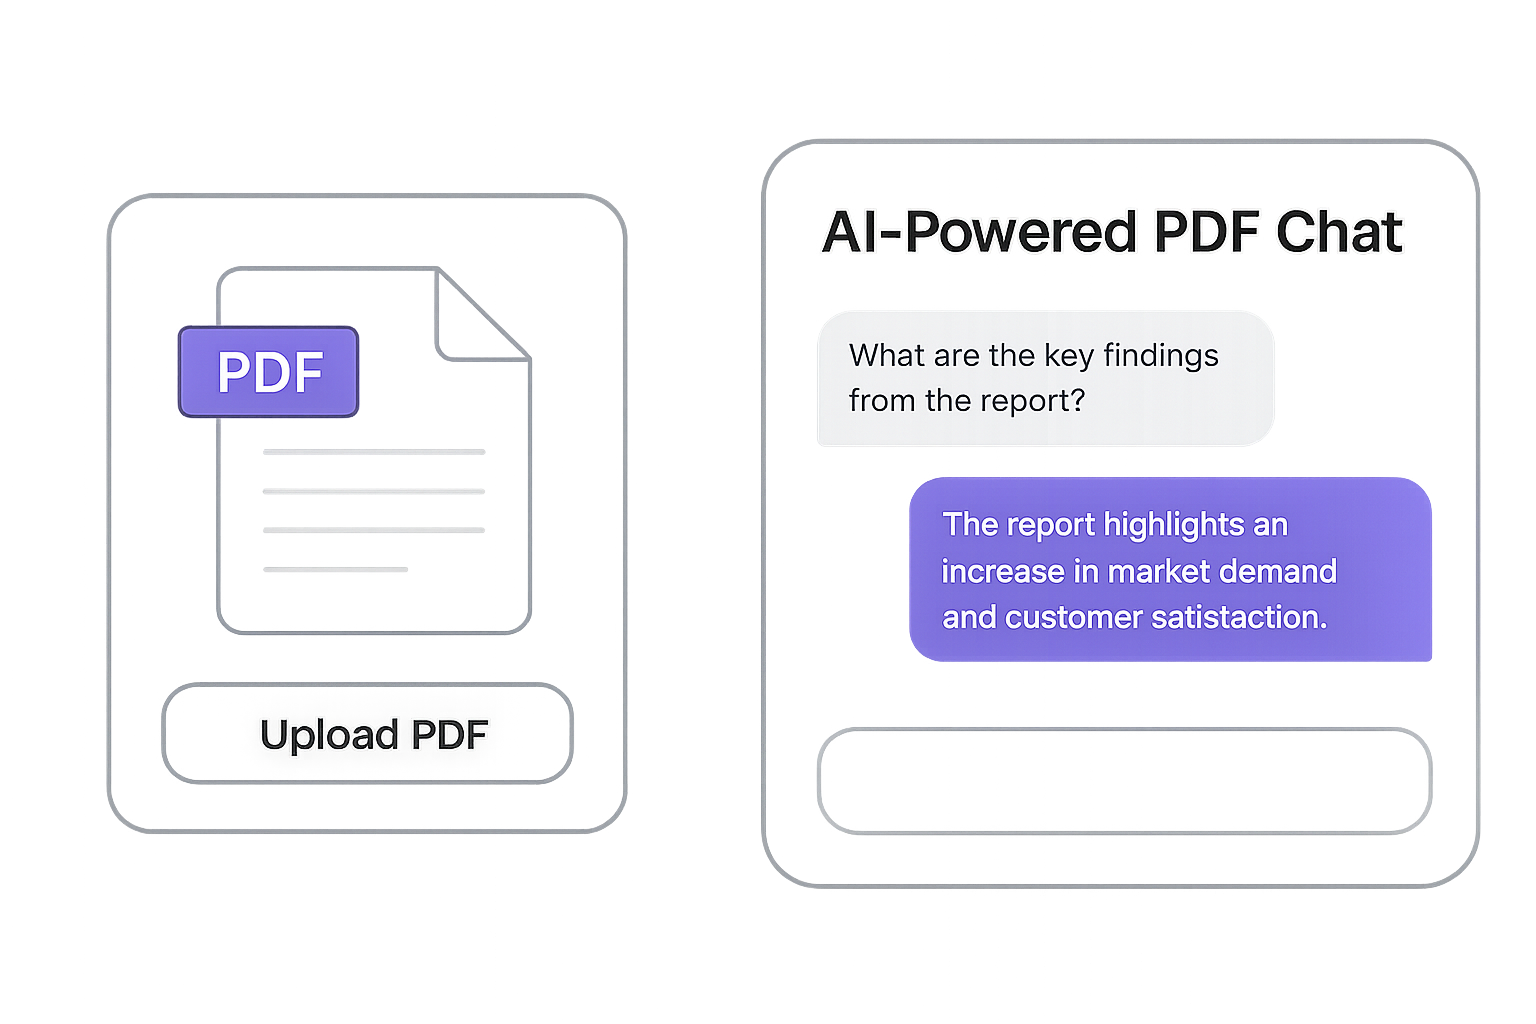 PDF
Upload PDF
AI-Powered PDF Chat
What are the key findings
from the report?
The report highlights an
increase in market demand
and customer satistaction.